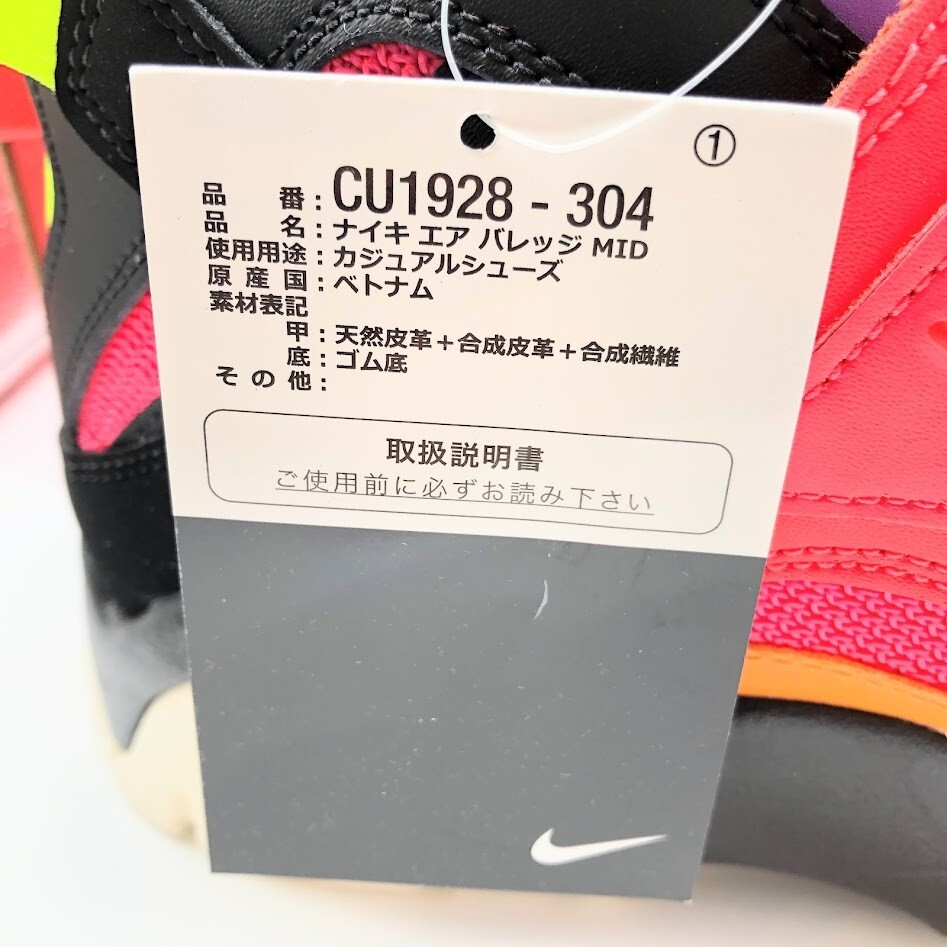 ①
品 番：CU1928 - 304
品 名：ナイキ エア バレッジ MID
使用用途：カジュアルシューズ
原 産 国：ベトナム
素材表記
甲：天然皮革＋合成皮革＋合成繊維
底：ゴム底
そ の 他：
取扱説明書
ご使用前に必ずお読み下さい